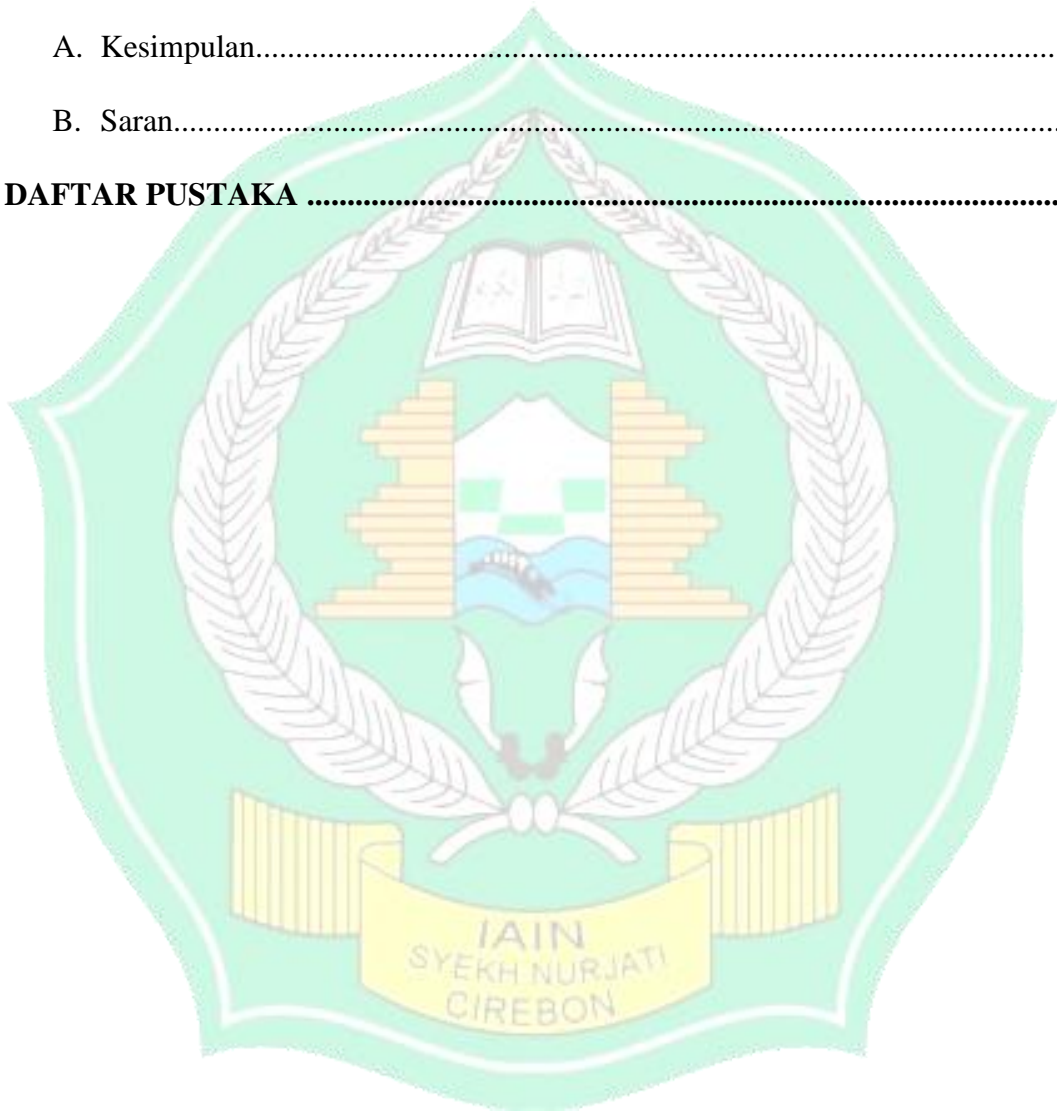 A. Kesimpulan....................................................................................................
B. Saran..............................................................................................................
DAFTAR PUSTAKA ............................................................................................
IAIN
SYEKH NURJATI
CIREBON